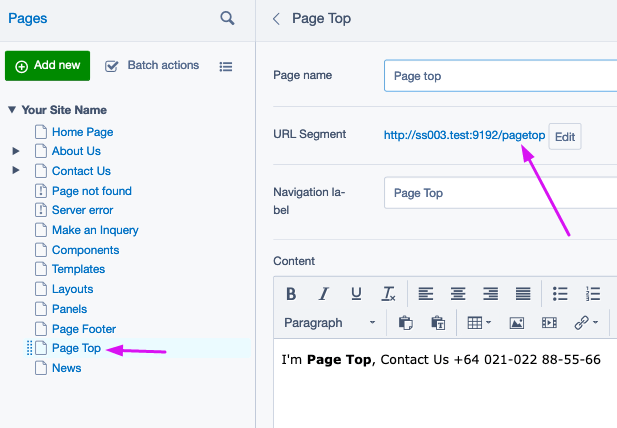 Pages
Page Top
Add new
Batch actions
Your Site Name
Home Page
About Us
Contact Us
Page not found
Server error
Make an Inquery
Components
Templates
Layouts
Panels
Page Footer
Page Top
News
Page name
Page top
URL Segment
http://ss003.test:9192/pagetop
Edit
Navigation la-
bel
Page Top
Content
B I U Tx
Paragraph
I'm Page Top, Contact Us +64 021-022 88-55-66